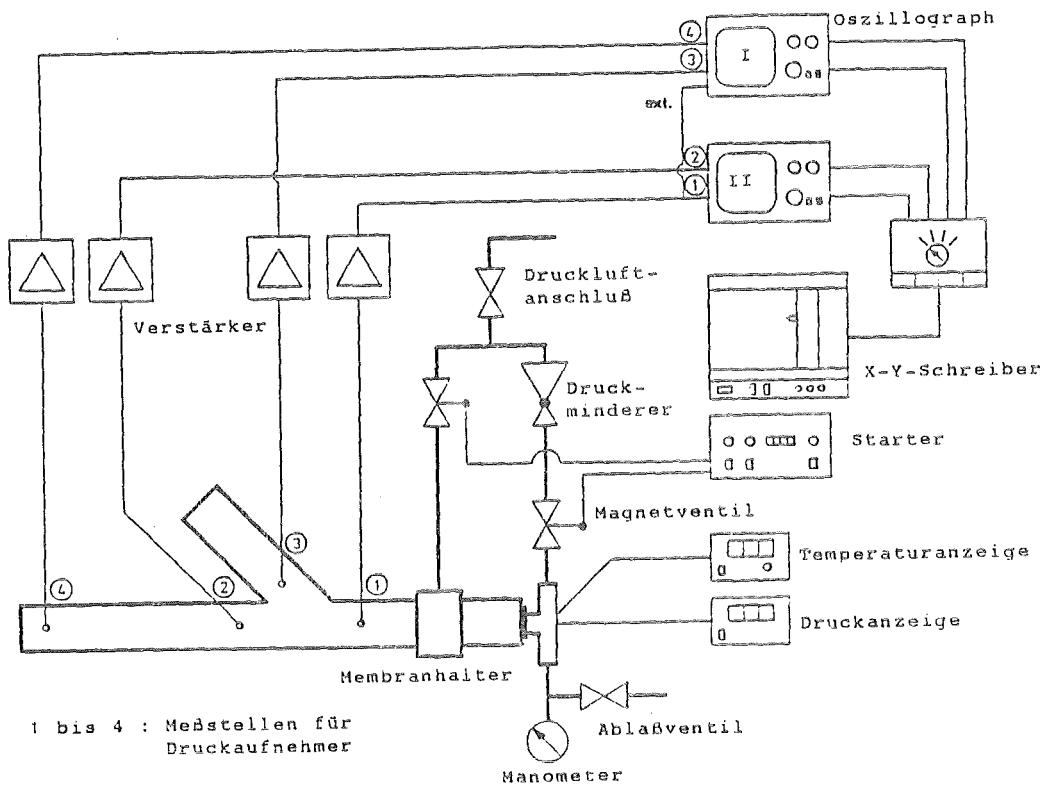 Oszillograph
④
③
I
ext.
②
①
II
Druckluft-
anschluß
Verstärker
Druck-
minderer
X-Y-Schreiber
Starter
Magnetventil
③
Temperaturanzeige
④
②
①
Druckanzeige
Membranhalter
1 bis 4 : Meßstellen für
Druckaufnehmer
Ablaßventil
Manometer